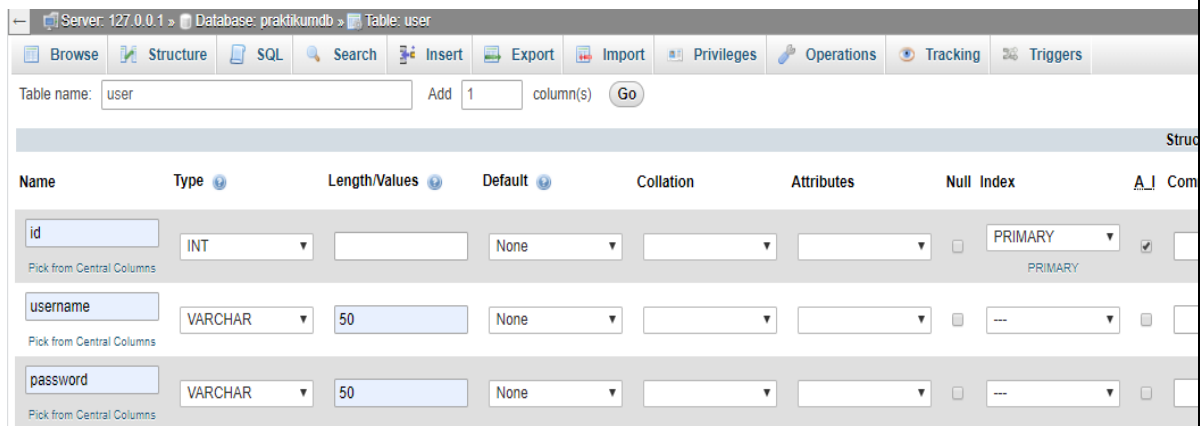 Server: 127.0.0.1 » Database: praktikumdb » Table: user
Browse Structure SQL Search Insert Export Import Privileges Operations Tracking Triggers
Table name: user Add 1 column(s) Go
Struc
Name Type Length/Values Default Collation Attributes Null Index A_I Com
id INT None PRIMARY
Pick from Central Columns PRIMARY
username VARCHAR 50 None ---
Pick from Central Columns
password VARCHAR 50 None ---
Pick from Central Columns